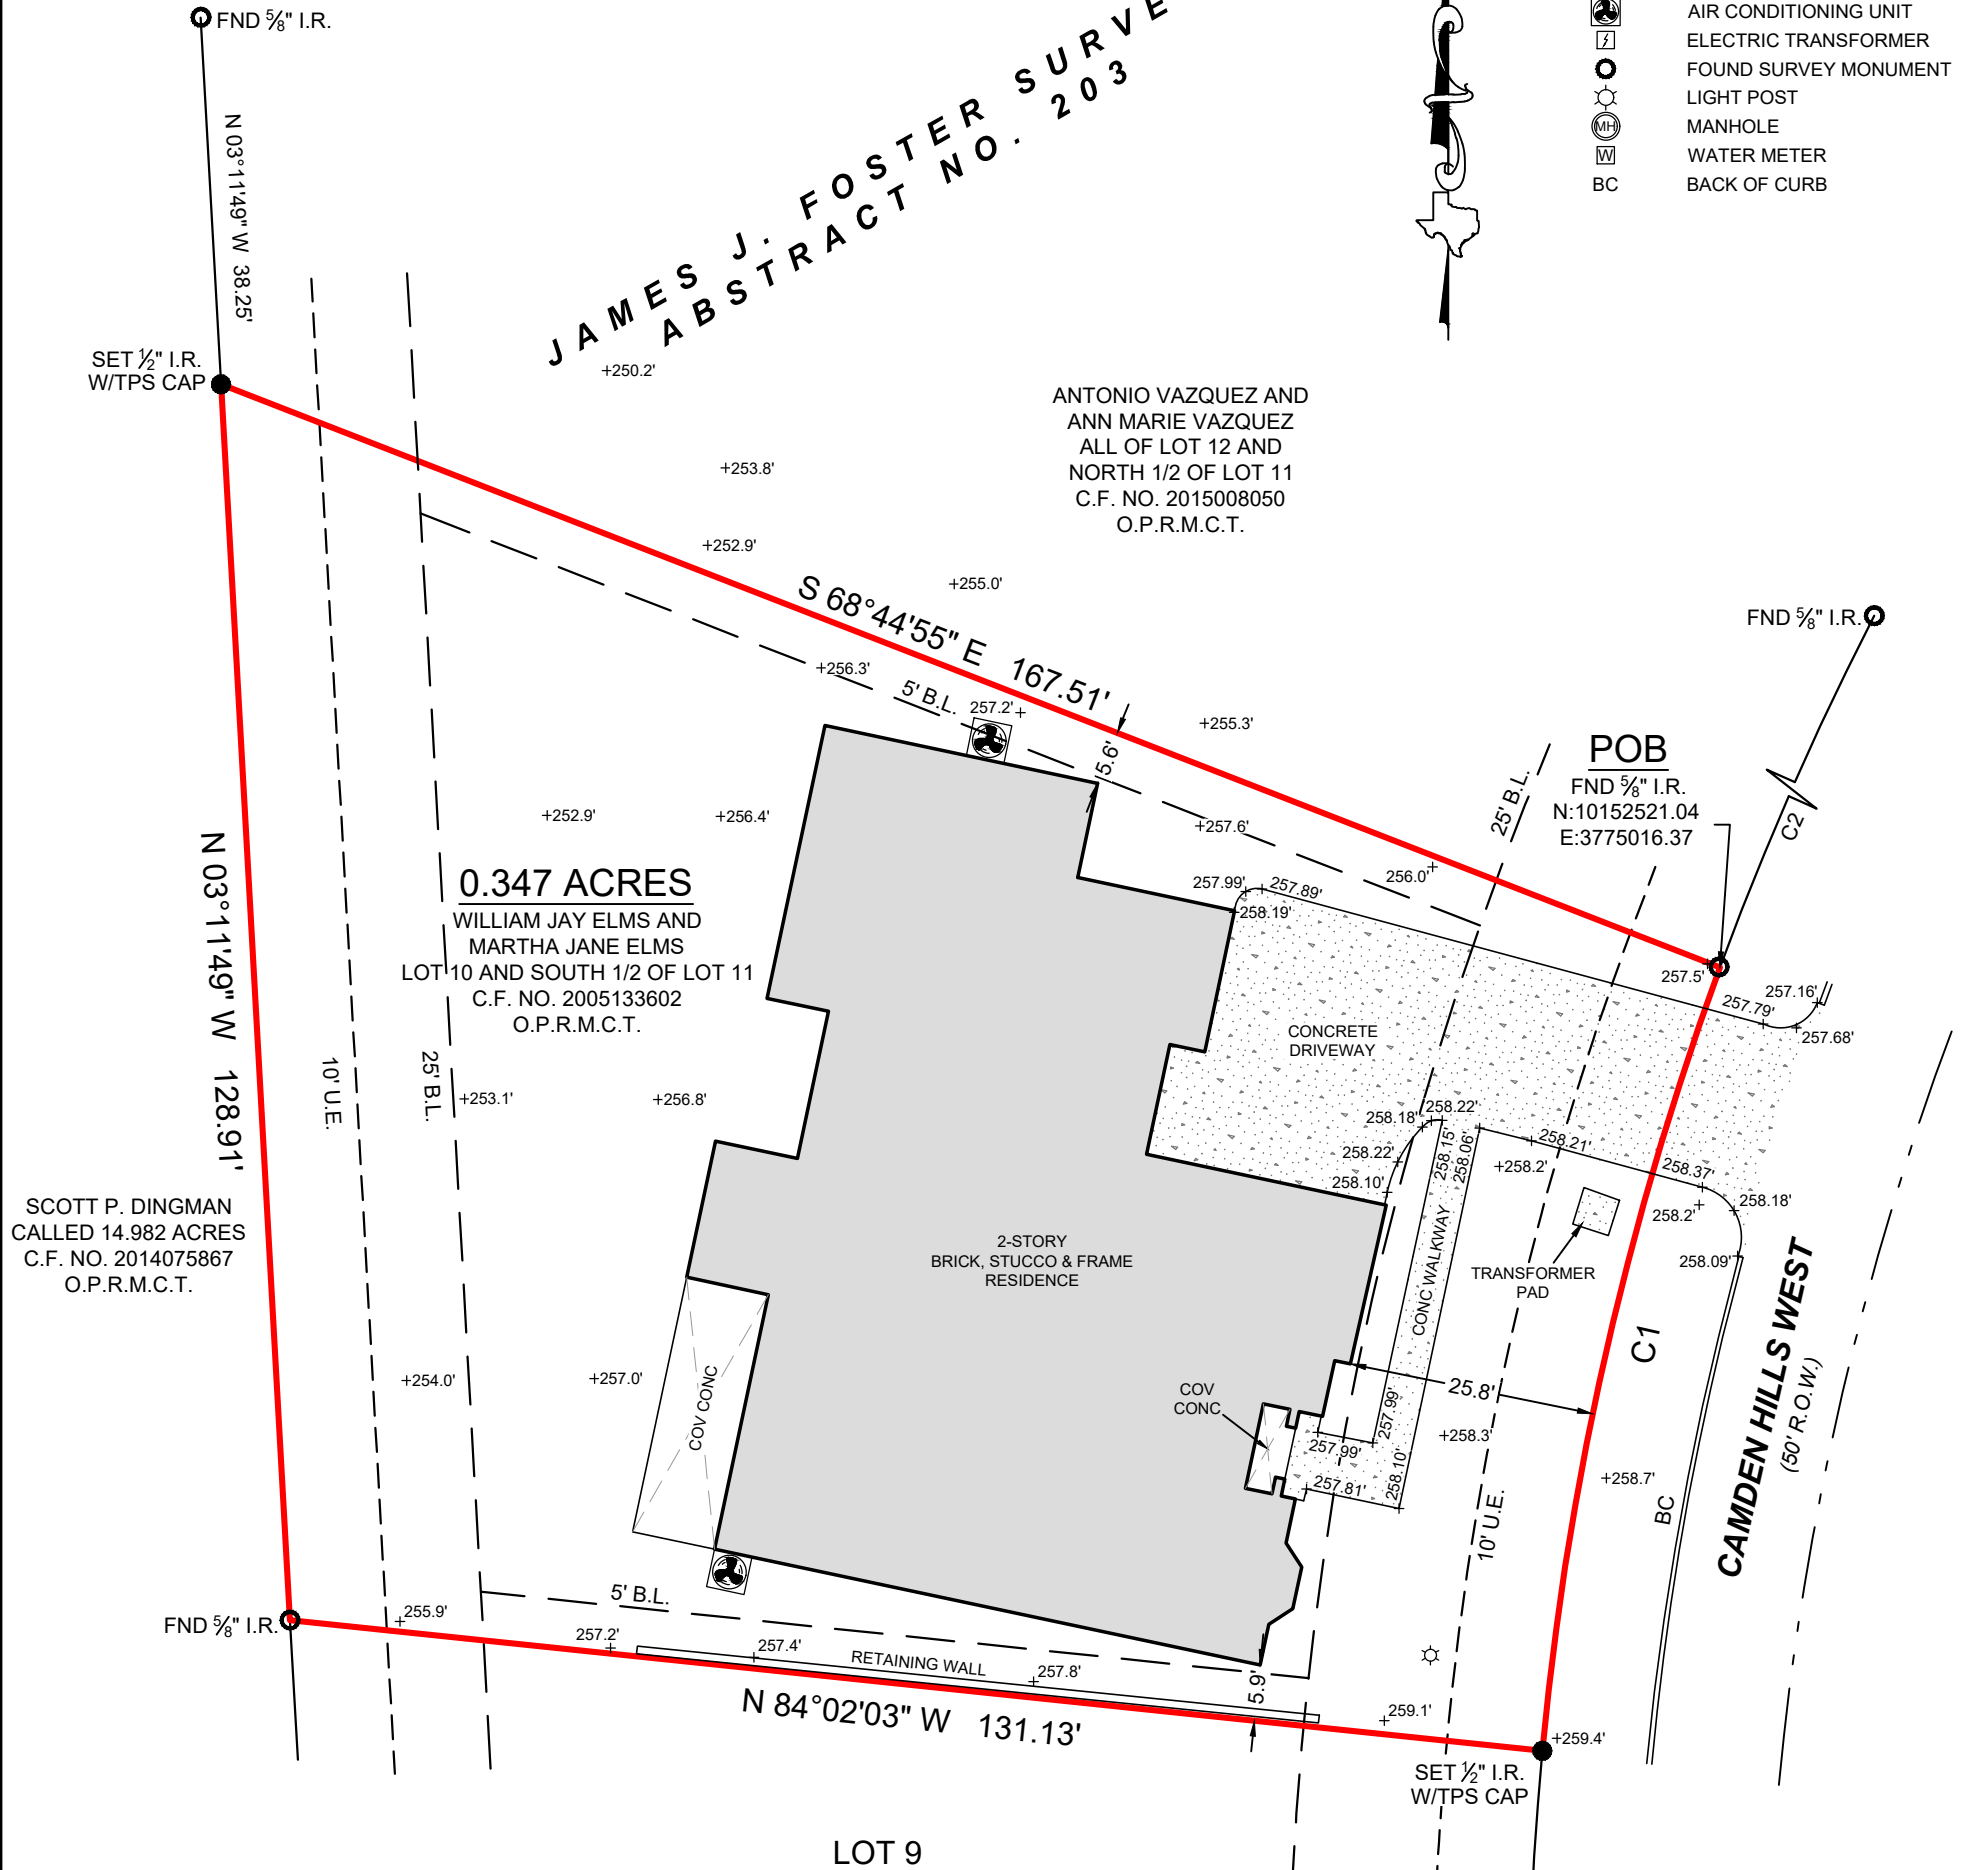 FND 5/8" I.R.
N 03°11'49" W 38.25'
JAMES J. FOSTER SURVE
ABSTRACT NO. 203
AIR CONDITIONING UNIT
ELECTRIC TRANSFORMER
FOUND SURVEY MONUMENT
LIGHT POST
MH MANHOLE
W WATER METER
BC BACK OF CURB
SET 1/2" I.R.
W/TPS CAP
+250.2'
+253.8'
+252.9'
+255.0'
ANTONIO VAZQUEZ AND
ANN MARIE VAZQUEZ
ALL OF LOT 12 AND
NORTH 1/2 OF LOT 11
C.F. NO. 2015008050
O.P.R.M.C.T.
S 68°44'55" E 167.51'
FND 5/8" I.R.
+256.3'
5' B.L.
257.2'+
5.6'
+255.3'
25' B.L.
POB
FND 5/8" I.R.
N:10152521.04
E:3775016.37
C2
+252.9'
+256.4'
+257.6'
256.0'+
N 03°11'49" W 128.91'
0.347 ACRES
WILLIAM JAY ELMS AND
MARTHA JANE ELMS
LOT 10 AND SOUTH 1/2 OF LOT 11
C.F. NO. 2005133602
O.P.R.M.C.T.
257.99'
257.89'
+258.19'
257.5'
257.16'
257.79'
257.68'
CONCRETE
DRIVEWAY
10' U.E.
25' B.L.
+253.1'
+256.8'
258.18'
258.22'
258.22'
258.10'
258.15'
258.06'
258.21'
+258.2'
258.37'
258.2'
258.18'
258.09'
SCOTT P. DINGMAN
CALLED 14.982 ACRES
C.F. NO. 2014075867
O.P.R.M.C.T.
2-STORY
BRICK, STUCCO & FRAME
RESIDENCE
CONC WALKWAY
TRANSFORMER
PAD
C1
CAMDEN HILLS WEST
(50' R.O.W.)
+254.0'
+257.0'
COV CONC
COV
CONC
25.8'
257.99'
257.99'
258.10'
257.81'
+258.3'
+258.7'
BC
10' U.E.
FND 5/8" I.R.
+255.9'
5' B.L.
257.2'
257.4'
RETAINING WALL
257.8'
5.9'
+259.1'
N 84°02'03" W 131.13'
+259.4'
SET 1/2" I.R.
W/TPS CAP
LOT 9